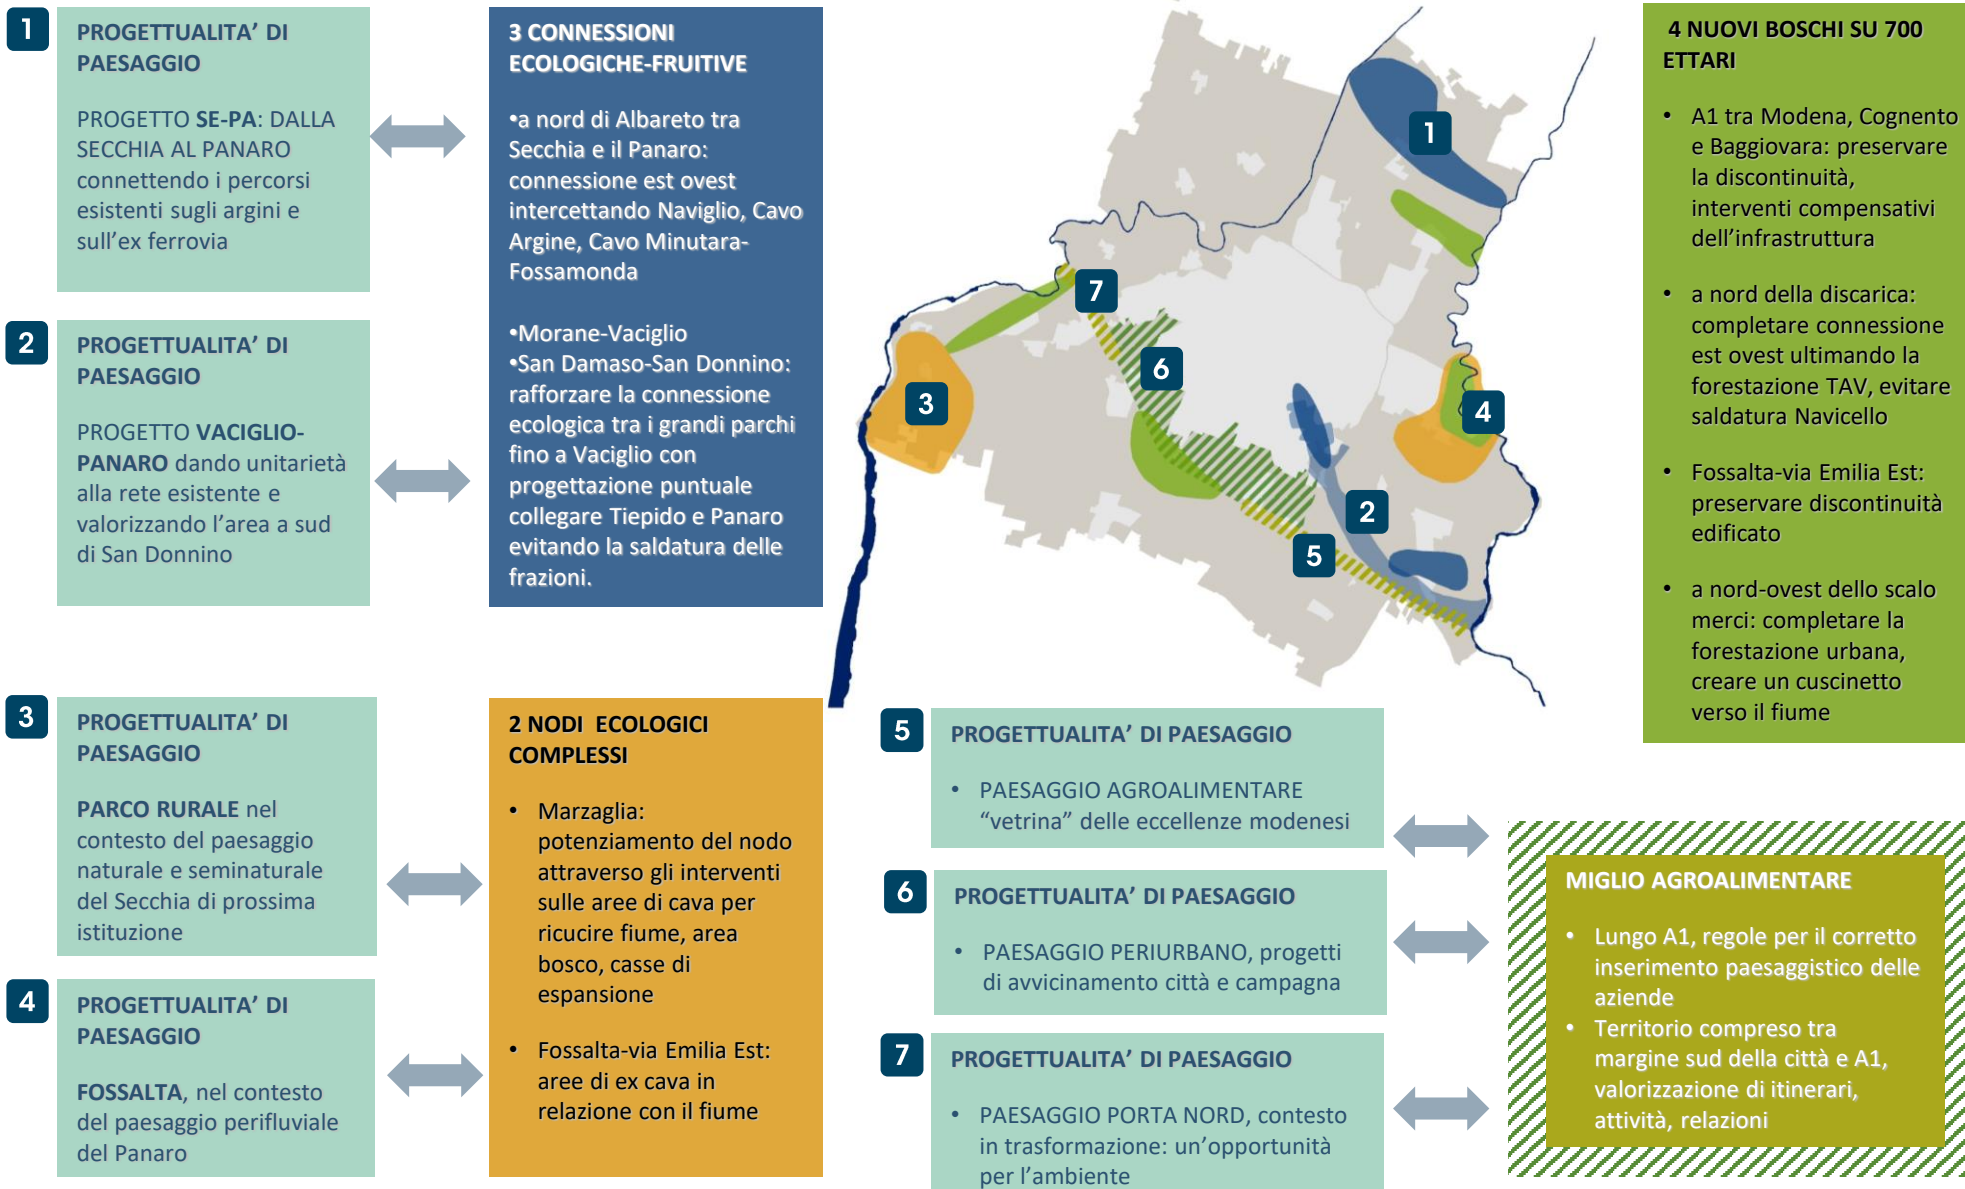 1
PROGETTUALITA’ DI
PAESAGGIO
PROGETTO SE-PA: DALLA
SECCHIA AL PANARO
connettendo i percorsi
esistenti sugli argini e
sull’ex ferrovia
2
PROGETTUALITA’ DI
PAESAGGIO
PROGETTO VACIGLIO-
PANARO dando unitarietà
alla rete esistente e
valorizzando l’area a sud
di San Donnino
3 CONNESSIONI
ECOLOGICHE-FRUITIVE
•a nord di Albareto tra
Secchia e il Panaro:
connessione est ovest
intercettando Naviglio, Cavo
Argine, Cavo Minutara-
Fossamonda
•Morane-Vaciglio
•San Damaso-San Donnino:
rafforzare la connessione
ecologica tra i grandi parchi
fino a Vaciglio con
progettazione puntuale
collegare Tiepido e Panaro
evitando la saldatura delle
frazioni.
1
7
6
3
4
2
5
4 NUOVI BOSCHI SU 700
ETTARI
• A1 tra Modena, Cognento
e Baggiovara: preservare
la discontinuità,
interventi compensativi
dell’infrastruttura
• a nord della discarica:
completare connessione
est ovest ultimando la
forestazione TAV, evitare
saldatura Navicello
• Fossalta-via Emilia Est:
preservare discontinuità
edificato
• a nord-ovest dello scalo
merci: completare la
forestazione urbana,
creare un cuscinetto
verso il fiume
3
PROGETTUALITA’ DI
PAESAGGIO
PARCO RURALE nel
contesto del paesaggio
naturale e seminaturale
del Secchia di prossima
istituzione
4
PROGETTUALITA’ DI
PAESAGGIO
FOSSALTA, nel contesto
del paesaggio perifluviale
del Panaro
2 NODI ECOLOGICI
COMPLESSI
• Marzaglia:
potenziamento del nodo
attraverso gli interventi
sulle aree di cava per
ricucire fiume, area
bosco, casse di
espansione
• Fossalta-via Emilia Est:
aree di ex cava in
relazione con il fiume
5
PROGETTUALITA’ DI PAESAGGIO
• PAESAGGIO AGROALIMENTARE
“vetrina” delle eccellenze modenesi
6
PROGETTUALITA’ DI PAESAGGIO
• PAESAGGIO PERIURBANO, progetti
di avvicinamento città e campagna
7
PROGETTUALITA’ DI PAESAGGIO
• PAESAGGIO PORTA NORD, contesto
in trasformazione: un’opportunità
per l’ambiente
MIGLIO AGROALIMENTARE
• Lungo A1, regole per il corretto
inserimento paesaggistico delle
aziende
• Territorio compreso tra
margine sud della città e A1,
valorizzazione di itinerari,
attività, relazioni